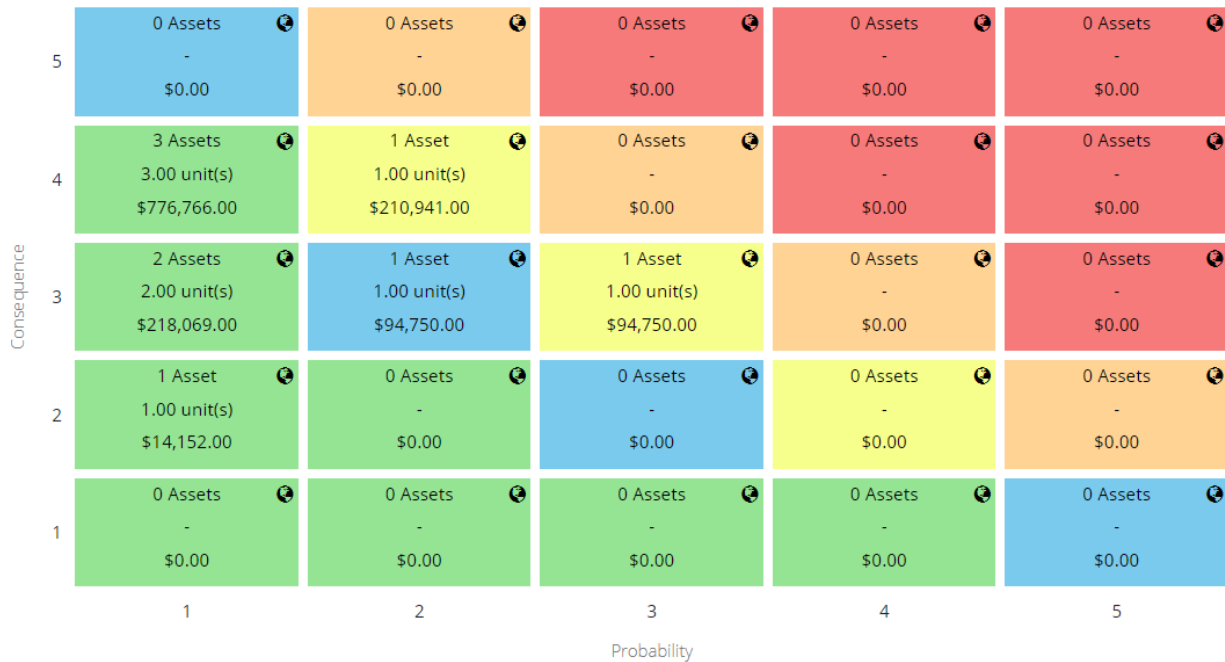 0 Assets
-
$0.00
0 Assets
-
$0.00
0 Assets
-
$0.00
0 Assets
-
$0.00
0 Assets
-
$0.00
5
3 Assets
3.00 unit(s)
$776,766.00
1 Asset
1.00 unit(s)
$210,941.00
0 Assets
-
$0.00
0 Assets
-
$0.00
0 Assets
-
$0.00
4
2 Assets
2.00 unit(s)
$218,069.00
1 Asset
1.00 unit(s)
$94,750.00
1 Asset
1.00 unit(s)
$94,750.00
0 Assets
-
$0.00
0 Assets
-
$0.00
3
Consequence
1 Asset
1.00 unit(s)
$14,152.00
0 Assets
-
$0.00
0 Assets
-
$0.00
0 Assets
-
$0.00
0 Assets
-
$0.00
2
0 Assets
-
$0.00
0 Assets
-
$0.00
0 Assets
-
$0.00
0 Assets
-
$0.00
0 Assets
-
$0.00
1
1 2 3 4 5
Probability